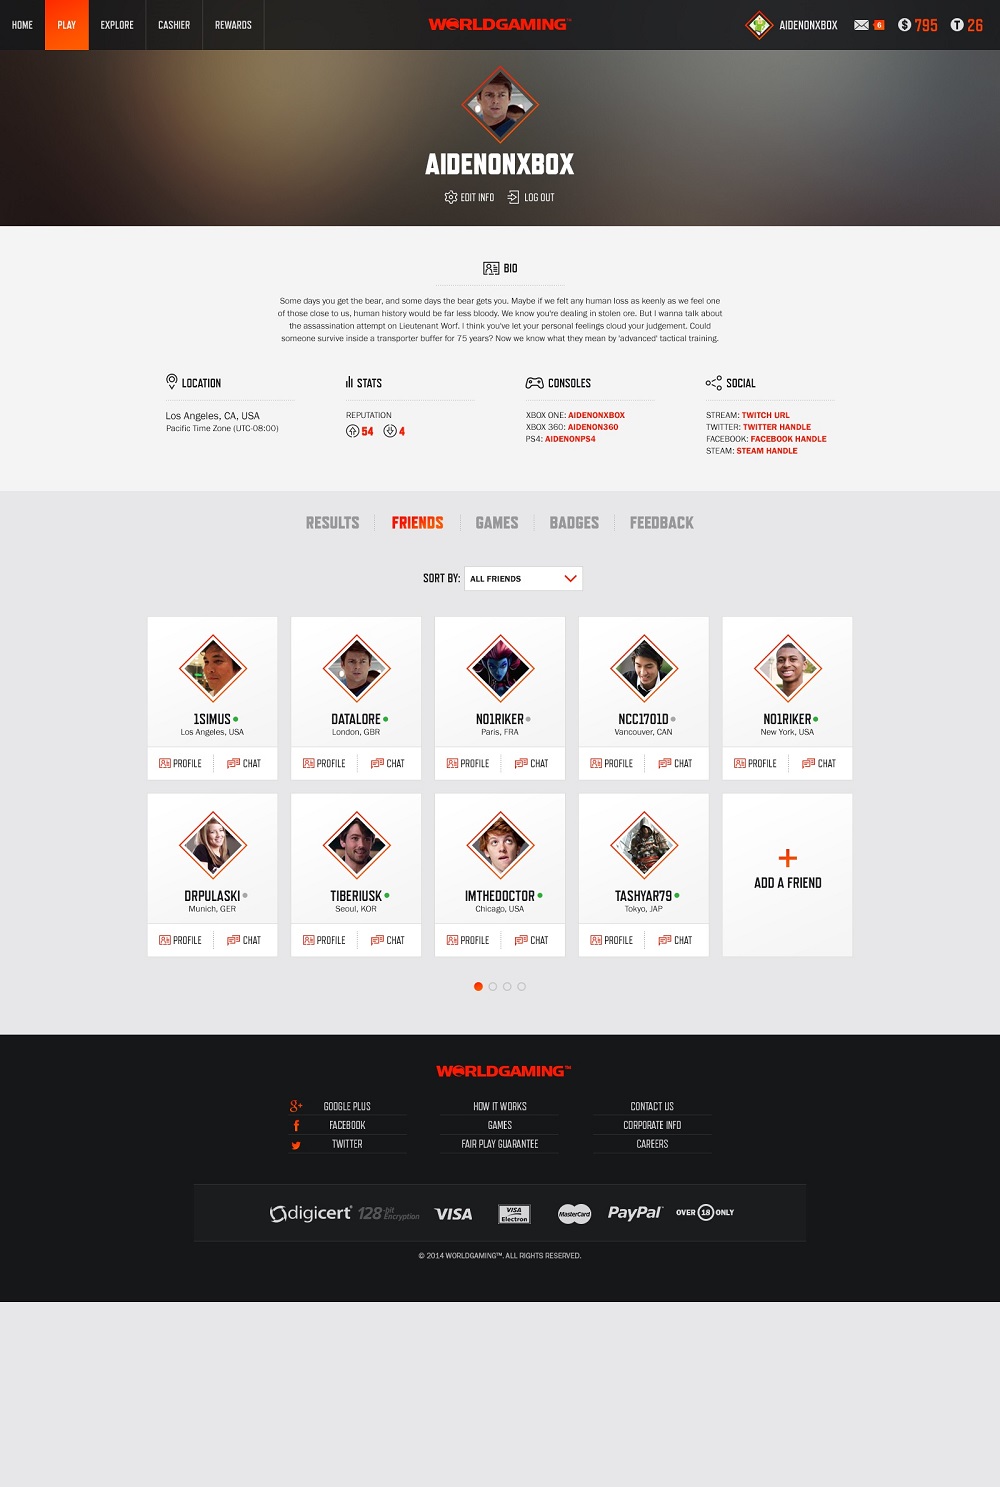 HOME PLAY EXPLORE CASHIER REWARDS WORLDGAMING™ AIDENONXBOX 6 $ 795 T 26
AIDENONXBOX
EDIT INFO LOG OUT
BIO
Some days you get the bear, and some days the bear gets you. Maybe if we felt any human loss as keenly as we feel one
of those close to us, human history would be far less bloody. We know you're dealing in stolen ore. But I wanna talk about
the assassination attempt on Lieutenant Worf. I think you've let your personal feelings cloud your judgement. Could
someone survive inside a transporter buffer for 75 years? Now we know what they mean by 'advanced' tactical training.
LOCATION
Los Angeles, CA, USA
Pacific Time Zone (UTC-08:00)
STATS
REPUTATION
54 4
CONSOLES
XBOX ONE: AIDENONXBOX
XBOX 360: AIDENON360
PS4: AIDENONPS4
SOCIAL
STREAM: TWITCH URL
TWITTER: TWITTER HANDLE
FACEBOOK: FACEBOOK HANDLE
STEAM: STEAM HANDLE
RESULTS FRIENDS GAMES BADGES FEEDBACK
SORT BY: ALL FRIENDS
1SIMUS
Los Angeles, USA
PROFILE CHAT
DATALORE
London, GBR
PROFILE CHAT
NO1RIKER
Paris, FRA
PROFILE CHAT
NCC1701D
Vancouver, CAN
PROFILE CHAT
NO1RIKER
New York, USA
PROFILE CHAT
DRPULASKI
Munich, GER
PROFILE CHAT
TIBERIUSK
Seoul, KOR
PROFILE CHAT
IMTHEDOCTOR
Chicago, USA
PROFILE CHAT
TASHYAR79
Tokyo, JAP
PROFILE CHAT
+
ADD A FRIEND
WORLDGAMING™
g+ GOOGLE PLUS
f FACEBOOK
TWITTER
HOW IT WORKS
GAMES
FAIR PLAY GUARANTEE
CONTACT US
CORPORATE INFO
CAREERS
digicert® 128-bit Encryption VISA VISA Electron MasterCard PayPal™ OVER 18 ONLY
© 2014 WORLDGAMING™. ALL RIGHTS RESERVED.